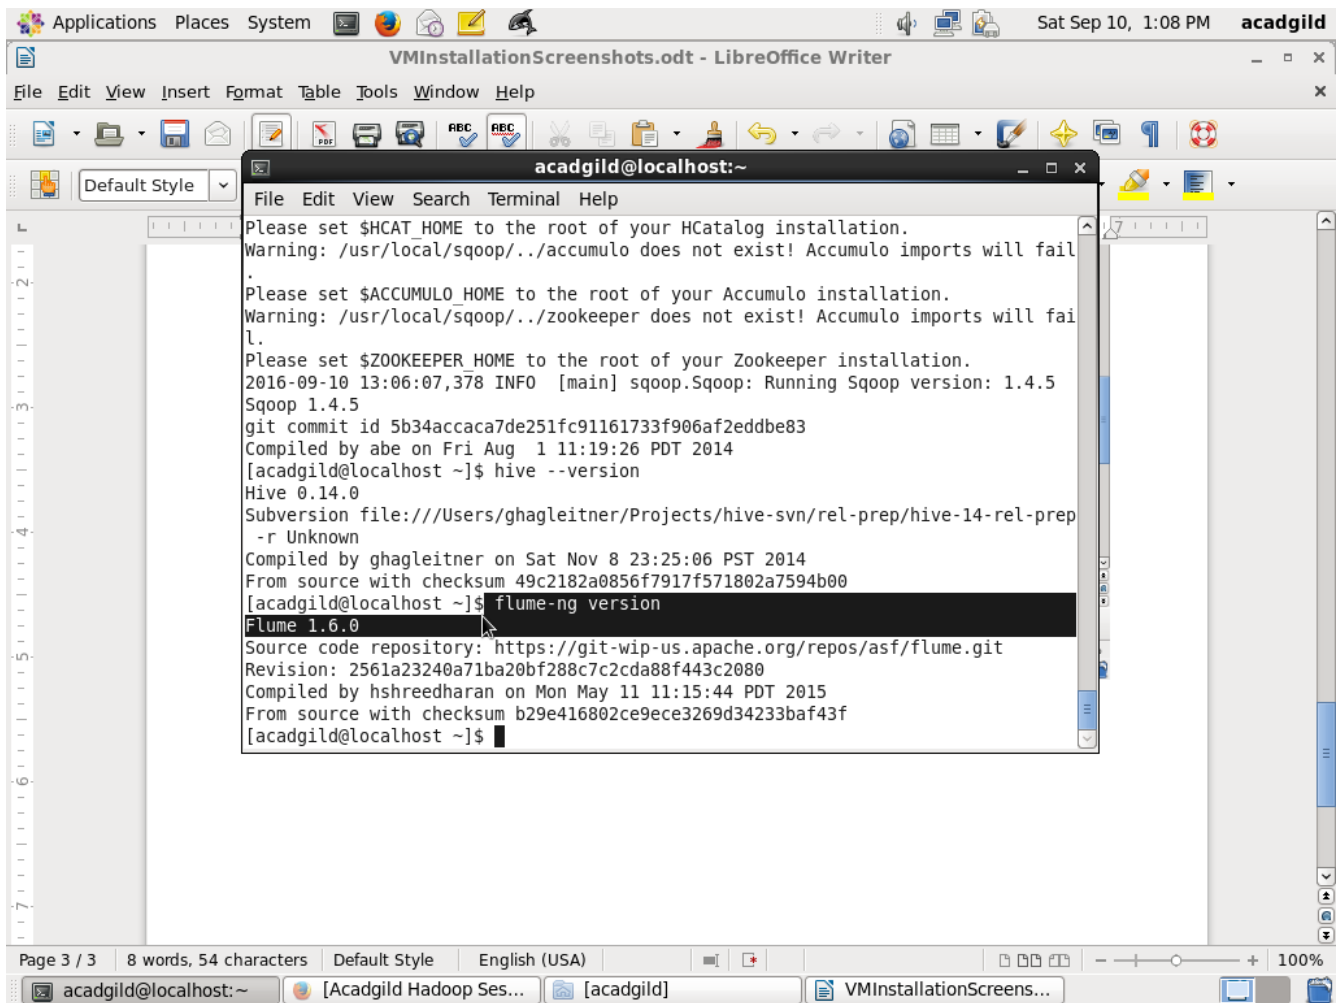 Applications Places System Sat Sep 10, 1:08 PM acadgild
VMInstallationScreenshots.odt - LibreOffice Writer
File Edit View Insert Format Table Tools Window Help
PDF ABC ABC
Default Style
acadgild@localhost:~
File Edit View Search Terminal Help
7
Please set $HCAT_HOME to the root of your HCatalog installation.
Warning: /usr/local/sqoop/../accumulo does not exist! Accumulo imports will fail
.
Please set $ACCUMULO_HOME to the root of your Accumulo installation.
Warning: /usr/local/sqoop/../zookeeper does not exist! Accumulo imports will fai
l.
Please set $ZOOKEEPER_HOME to the root of your Zookeeper installation.
2016-09-10 13:06:07,378 INFO  [main] sqoop.Sqoop: Running Sqoop version: 1.4.5
Sqoop 1.4.5
git commit id 5b34accaca7de251fc91161733f906af2eddbe83
Compiled by abe on Fri Aug  1 11:19:26 PDT 2014
[acadgild@localhost ~]$ hive --version
Hive 0.14.0
Subversion file:///Users/ghagleitner/Projects/hive-svn/rel-prep/hive-14-rel-prep
 -r Unknown
Compiled by ghagleitner on Sat Nov 8 23:25:06 PST 2014
From source with checksum 49c2182a0856f7917f571802a7594b00
[acadgild@localhost ~]$ flume-ng version
Flume 1.6.0
Source code repository: https://git-wip-us.apache.org/repos/asf/flume.git
Revision: 2561a23240a71ba20bf288c7c2cda88f443c2080
Compiled by hshreedharan on Mon May 11 11:15:44 PDT 2015
From source with checksum b29e416802ce9ece3269d34233baf43f
[acadgild@localhost ~]$
2
3
4
5
6
7
Page 3 / 3 8 words, 54 characters Default Style English (USA) 100%
acadgild@localhost:~ [Acadgild Hadoop Ses... [acadgild] VMInstallationScreens...